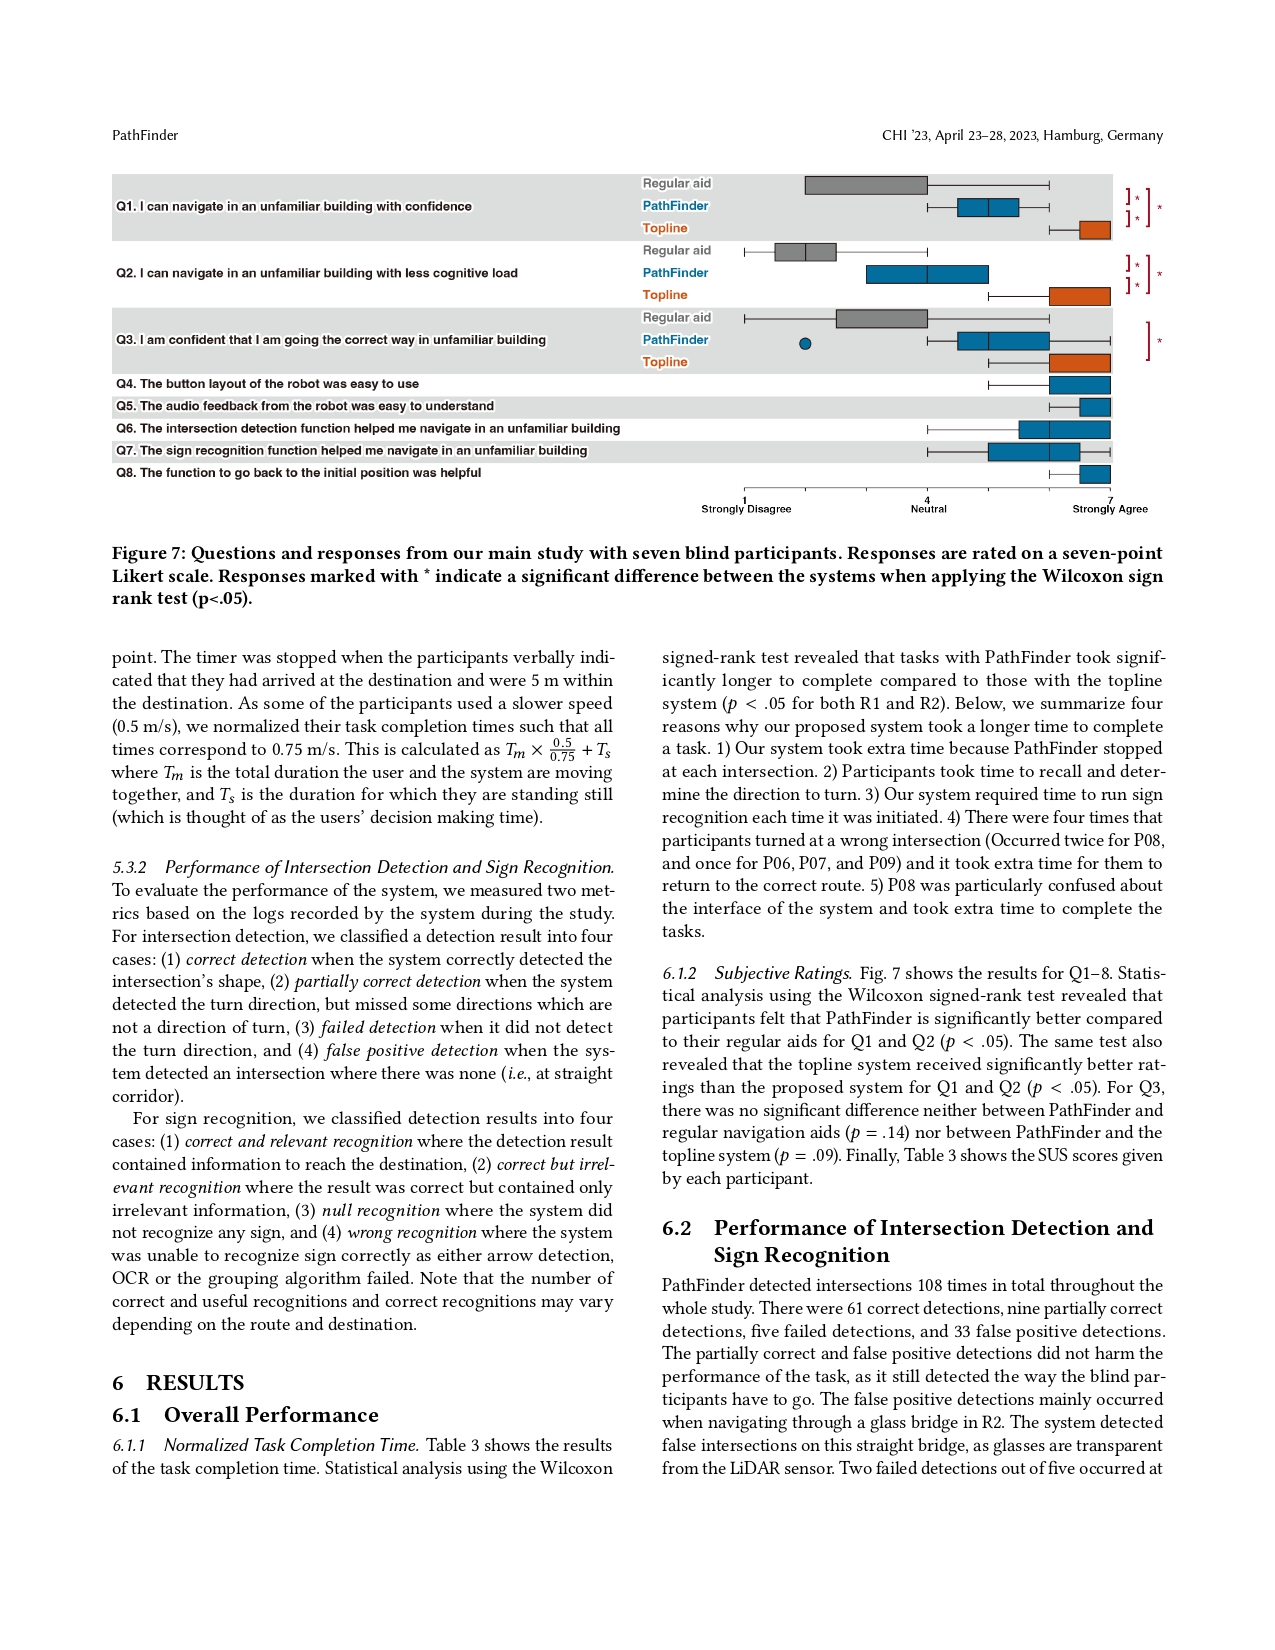 PathFinder
CHI ’23, April 23–28, 2023, Hamburg, Germany
Q1. I can navigate in an unfamiliar building with confidence
Regular aid
PathFinder
Topline
*
*
*
Q2. I can navigate in an unfamiliar building with less cognitive load
Regular aid
PathFinder
Topline
*
*
*
Q3. I am confident that I am going the correct way in unfamiliar building
Regular aid
PathFinder
Topline
*
Q4. The button layout of the robot was easy to use
Q5. The audio feedback from the robot was easy to understand
Q6. The intersection detection function helped me navigate in an unfamiliar building
Q7. The sign recognition function helped me navigate in an unfamiliar building
Q8. The function to go back to the initial position was helpful
1 4 7
Strongly Disagree Neutral Strongly Agree
Figure 7: Questions and responses from our main study with seven blind participants. Responses are rated on a seven-point
Likert scale. Responses marked with * indicate a significant difference between the systems when applying the Wilcoxon sign
rank test (p<.05).
point. The timer was stopped when the participants verbally indi-
cated that they had arrived at the destination and were 5 m within
the destination. As some of the participants used a slower speed
(0.5 m/s), we normalized their task completion times such that all
times correspond to 0.75 m/s. This is calculated as Tm × 0.5/0.75 + Ts
where Tm is the total duration the user and the system are moving
together, and Ts is the duration for which they are standing still
(which is thought of as the users’ decision making time).
5.3.2 Performance of Intersection Detection and Sign Recognition.
To evaluate the performance of the system, we measured two met-
rics based on the logs recorded by the system during the study.
For intersection detection, we classified a detection result into four
cases: (1) correct detection when the system correctly detected the
intersection’s shape, (2) partially correct detection when the system
detected the turn direction, but missed some directions which are
not a direction of turn, (3) failed detection when it did not detect
the turn direction, and (4) false positive detection when the sys-
tem detected an intersection where there was none (i.e., at straight
corridor).
For sign recognition, we classified detection results into four
cases: (1) correct and relevant recognition where the detection result
contained information to reach the destination, (2) correct but irrel-
evant recognition where the result was correct but contained only
irrelevant information, (3) null recognition where the system did
not recognize any sign, and (4) wrong recognition where the system
was unable to recognize sign correctly as either arrow detection,
OCR or the grouping algorithm failed. Note that the number of
correct and useful recognitions and correct recognitions may vary
depending on the route and destination.
6 RESULTS
6.1 Overall Performance
6.1.1 Normalized Task Completion Time. Table 3 shows the results
of the task completion time. Statistical analysis using the Wilcoxon
signed-rank test revealed that tasks with PathFinder took signif-
icantly longer to complete compared to those with the topline
system (p < .05 for both R1 and R2). Below, we summarize four
reasons why our proposed system took a longer time to complete
a task. 1) Our system took extra time because PathFinder stopped
at each intersection. 2) Participants took time to recall and deter-
mine the direction to turn. 3) Our system required time to run sign
recognition each time it was initiated. 4) There were four times that
participants turned at a wrong intersection (Occurred twice for P08,
and once for P06, P07, and P09) and it took extra time for them to
return to the correct route. 5) P08 was particularly confused about
the interface of the system and took extra time to complete the
tasks.
6.1.2 Subjective Ratings. Fig. 7 shows the results for Q1–8. Statis-
tical analysis using the Wilcoxon signed-rank test revealed that
participants felt that PathFinder is significantly better compared
to their regular aids for Q1 and Q2 (p < .05). The same test also
revealed that the topline system received significantly better rat-
ings than the proposed system for Q1 and Q2 (p < .05). For Q3,
there was no significant difference neither between PathFinder and
regular navigation aids (p = .14) nor between PathFinder and the
topline system (p = .09). Finally, Table 3 shows the SUS scores given
by each participant.
6.2 Performance of Intersection Detection and
Sign Recognition
PathFinder detected intersections 108 times in total throughout the
whole study. There were 61 correct detections, nine partially correct
detections, five failed detections, and 33 false positive detections.
The partially correct and false positive detections did not harm the
performance of the task, as it still detected the way the blind par-
ticipants have to go. The false positive detections mainly occurred
when navigating through a glass bridge in R2. The system detected
false intersections on this straight bridge, as glasses are transparent
from the LiDAR sensor. Two failed detections out of five occurred at